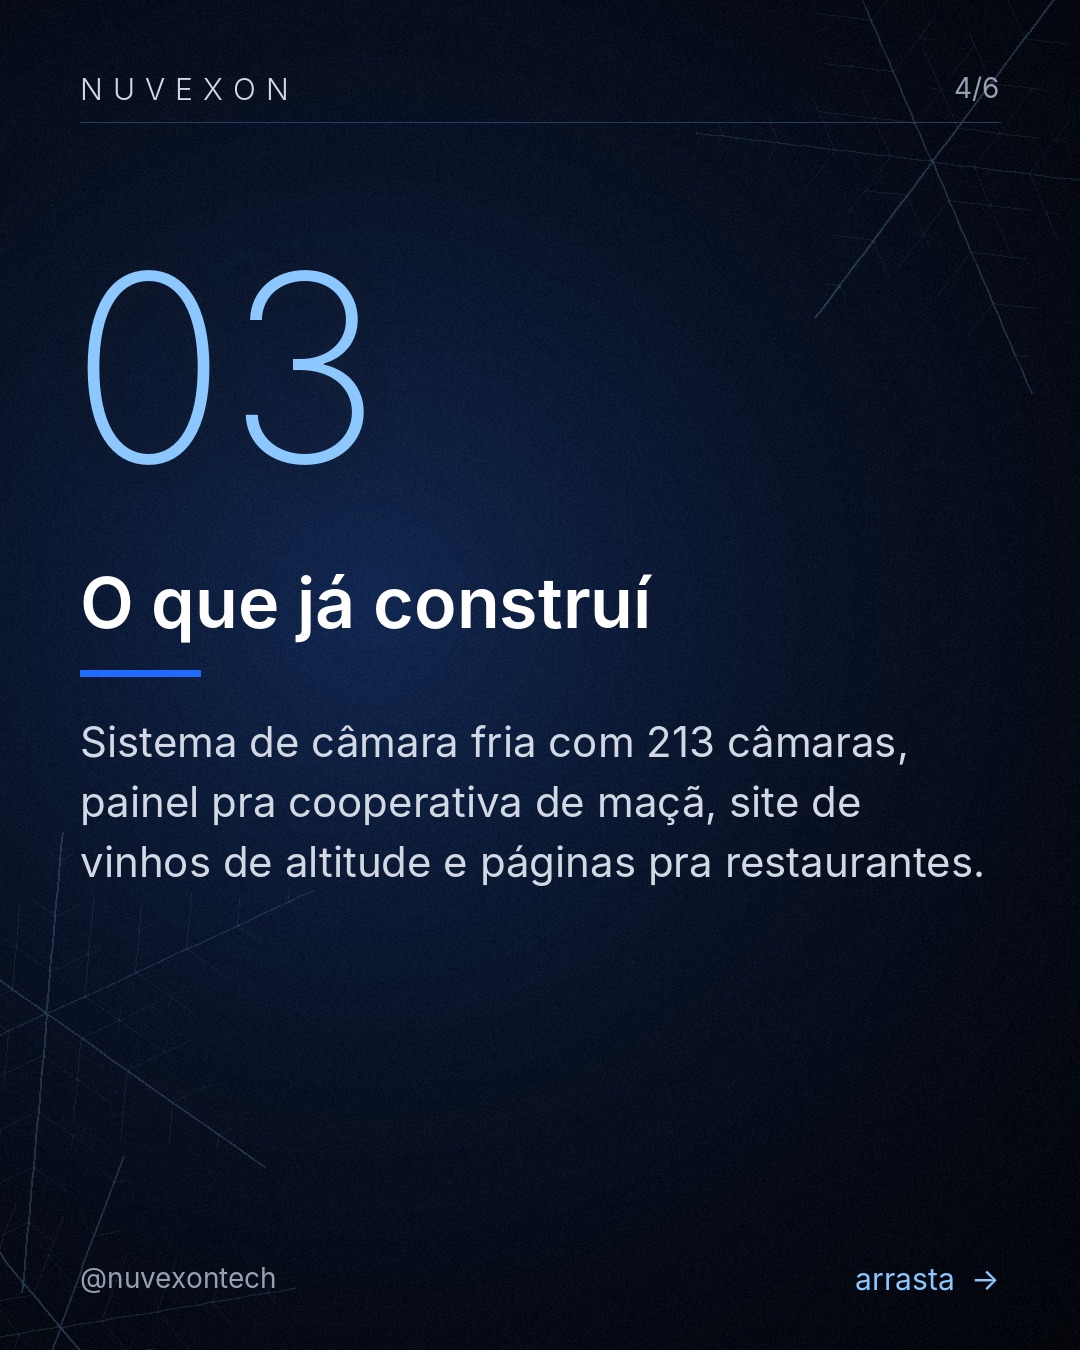 NUVEXON
4/6
03
O que já construí
Sistema de câmara fria com 213 câmaras,
painel pra cooperativa de maçã, site de
vinhos de altitude e páginas pra restaurantes.
@nuvexontech
arrasta →